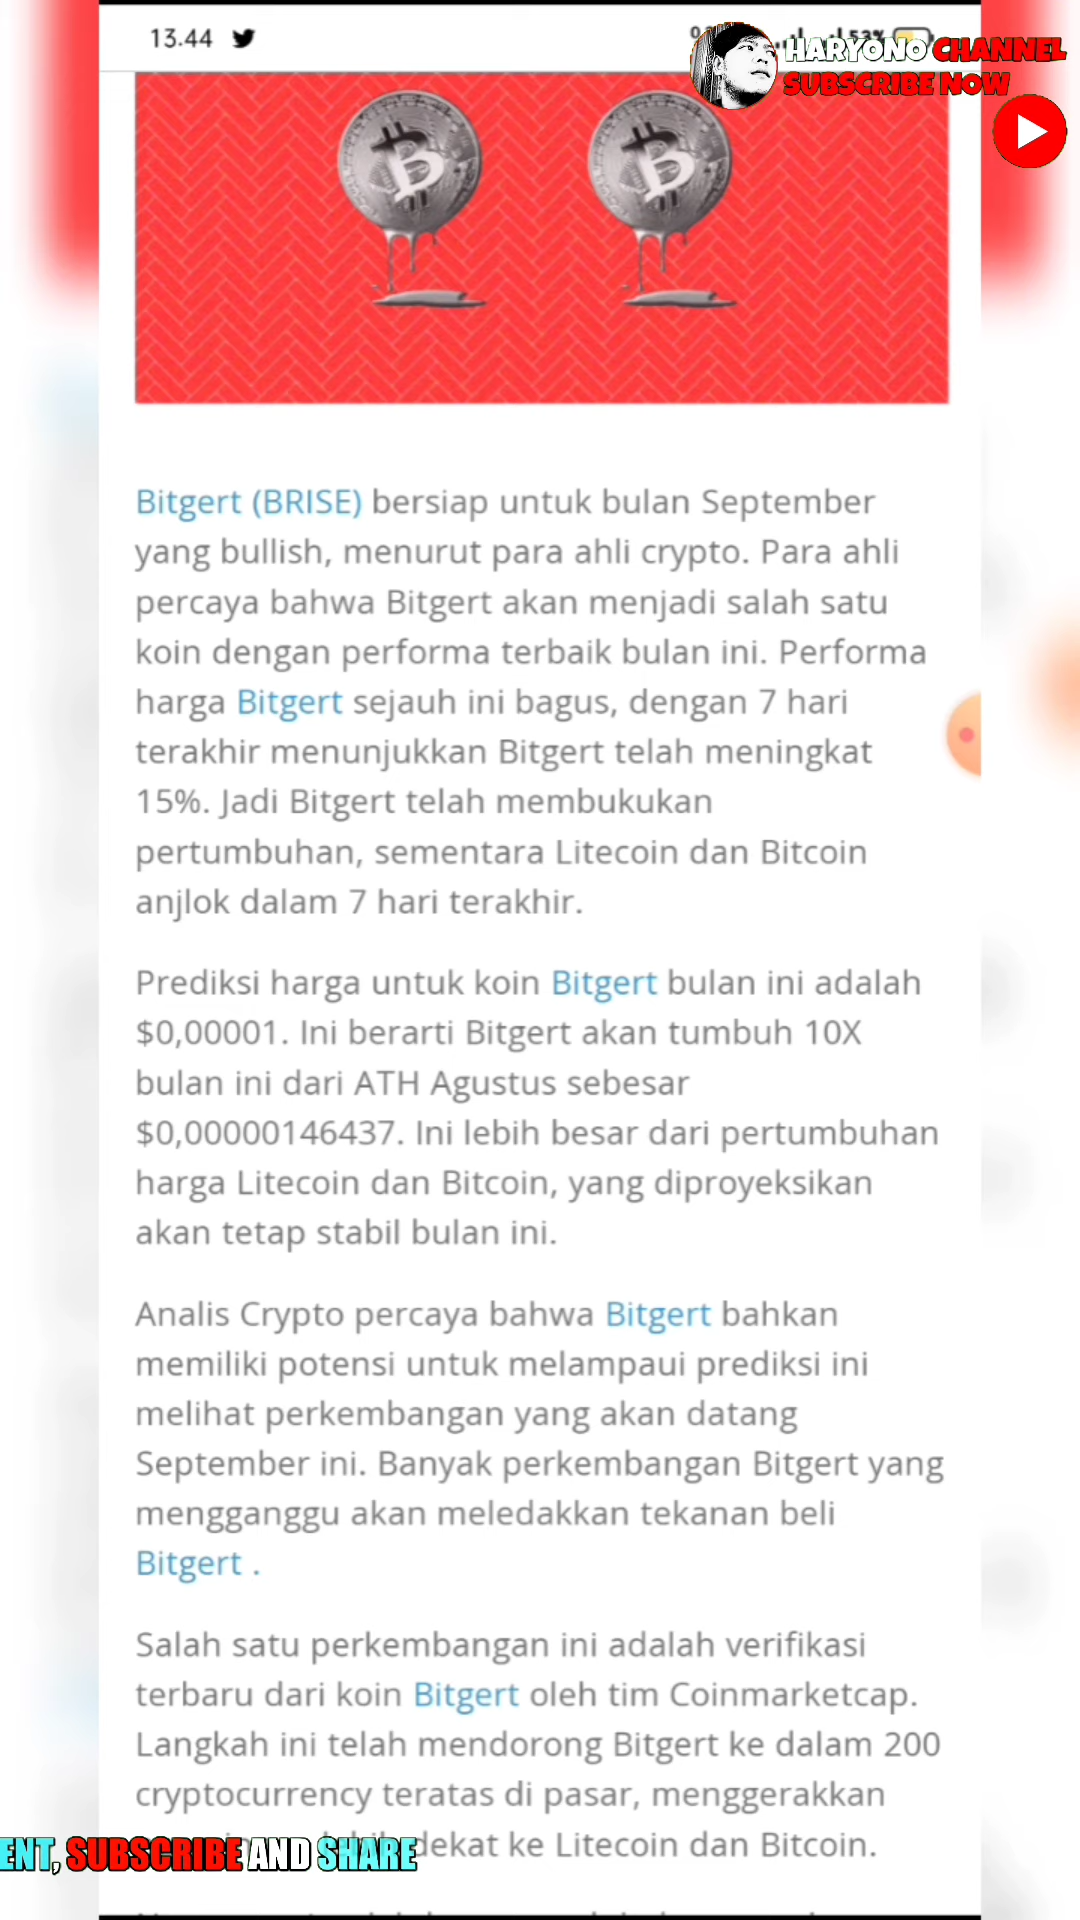 13.44
53%
HARYONO CHANNEL
SUBSCRIBE NOW
Bitgert (BRISE) bersiap untuk bulan September
yang bullish, menurut para ahli crypto. Para ahli
percaya bahwa Bitgert akan menjadi salah satu
koin dengan performa terbaik bulan ini. Performa
harga Bitgert sejauh ini bagus, dengan 7 hari
terakhir menunjukkan Bitgert telah meningkat
15%. Jadi Bitgert telah membukukan
pertumbuhan, sementara Litecoin dan Bitcoin
anjlok dalam 7 hari terakhir.
Prediksi harga untuk koin Bitgert bulan ini adalah
$0,00001. Ini berarti Bitgert akan tumbuh 10X
bulan ini dari ATH Agustus sebesar
$0,00000146437. Ini lebih besar dari pertumbuhan
harga Litecoin dan Bitcoin, yang diproyeksikan
akan tetap stabil bulan ini.
Analis Crypto percaya bahwa Bitgert bahkan
memiliki potensi untuk melampaui prediksi ini
melihat perkembangan yang akan datang
September ini. Banyak perkembangan Bitgert yang
mengganggu akan meledakkan tekanan beli
Bitgert .
Salah satu perkembangan ini adalah verifikasi
terbaru dari koin Bitgert oleh tim Coinmarketcap.
Langkah ini telah mendorong Bitgert ke dalam 200
cryptocurrency teratas di pasar, menggerakkan
dekat ke Litecoin dan Bitcoin.
ENT, SUBSCRIBE AND SHARE